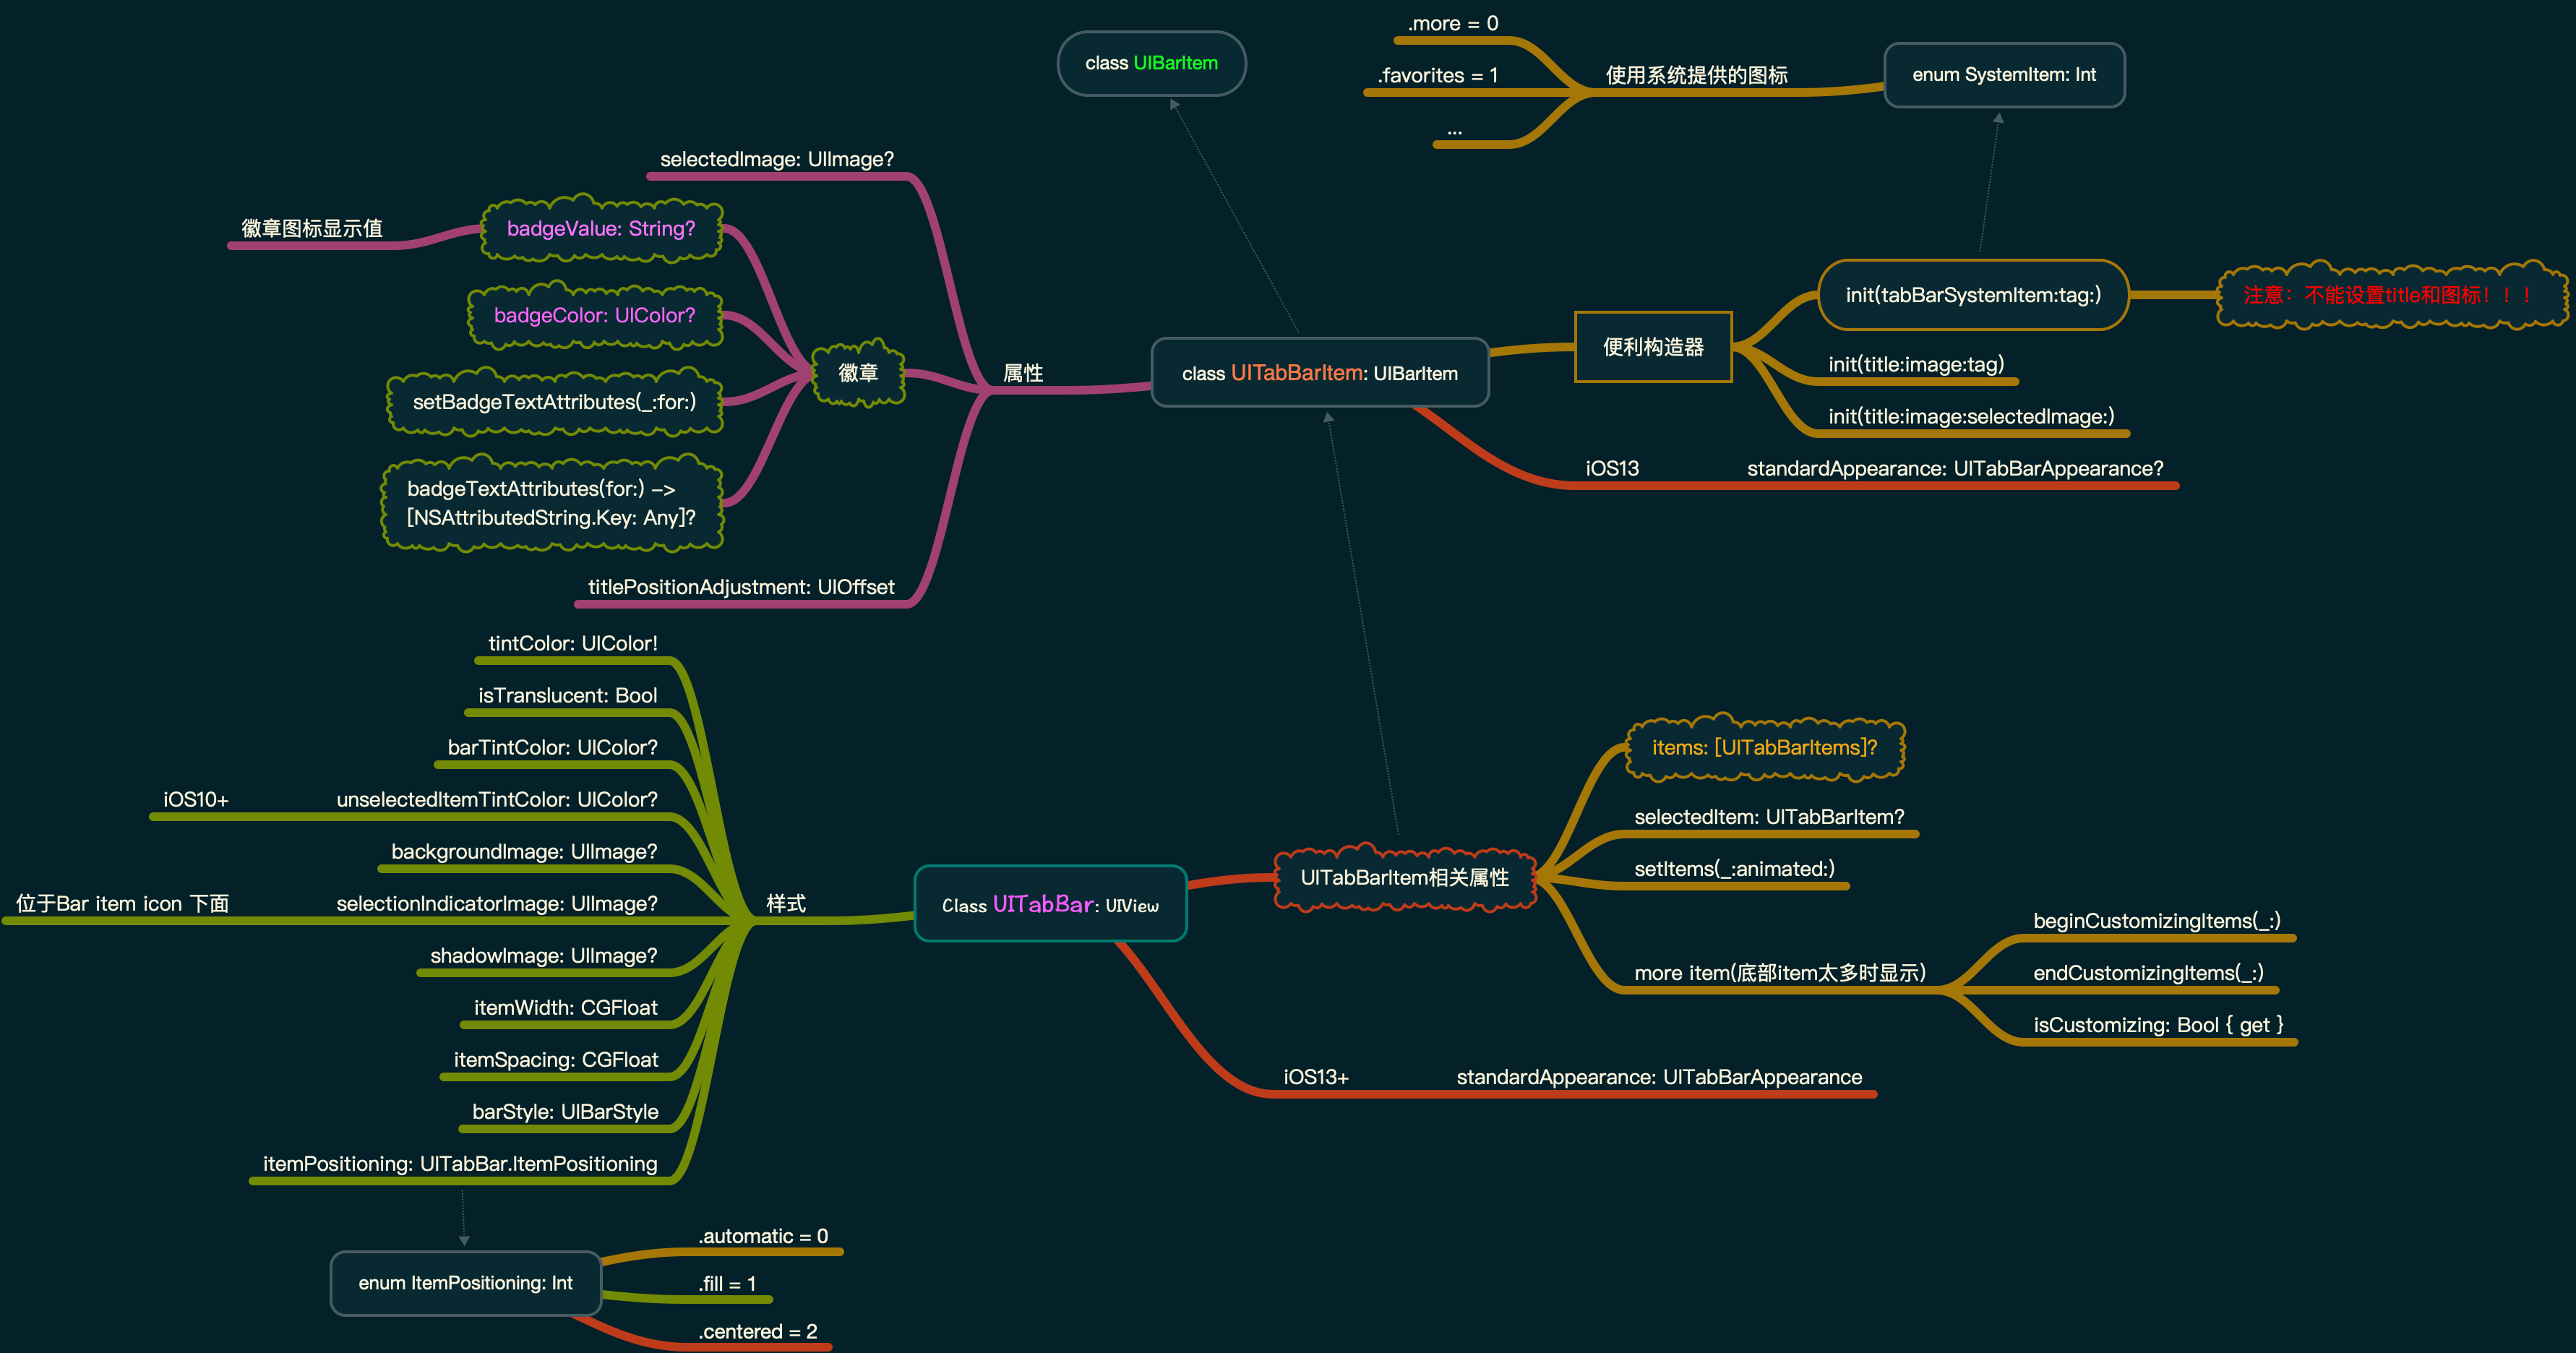 class UIBarItem
.more = 0
.favorites = 1
...
使用系统提供的图标
enum SystemItem: Int
selectedImage: UIImage?
徽章图标显示值
badgeValue: String?
badgeColor: UIColor?
setBadgeTextAttributes(_:for:)
badgeTextAttributes(for:) –>
[NSAttributedString.Key: Any]?
徽章
属性
titlePositionAdjustment: UIOffset
class UITabBarItem: UIBarItem
便利构造器
init(tabBarSystemItem:tag:)
注意：不能设置title和图标！！！
init(title:image:tag)
init(title:image:selectedImage:)
iOS13
standardAppearance: UITabBarAppearance?
tintColor: UIColor!
isTranslucent: Bool
barTintColor: UIColor?
iOS10+
unselectedItemTintColor: UIColor?
backgroundImage: UIImage?
位于Bar item icon 下面
selectionIndicatorImage: UIImage?
shadowImage: UIImage?
itemWidth: CGFloat
itemSpacing: CGFloat
barStyle: UIBarStyle
itemPositioning: UITabBar.ItemPositioning
样式
Class UITabBar: UIView
UITabBarItem相关属性
items: [UITabBarItems]?
selectedItem: UITabBarItem?
setItems(_:animated:)
more item(底部item太多时显示)
beginCustomizingItems(_:)
endCustomizingItems(_:)
isCustomizing: Bool { get }
iOS13+
standardAppearance: UITabBarAppearance
enum ItemPositioning: Int
.automatic = 0
.fill = 1
.centered = 2